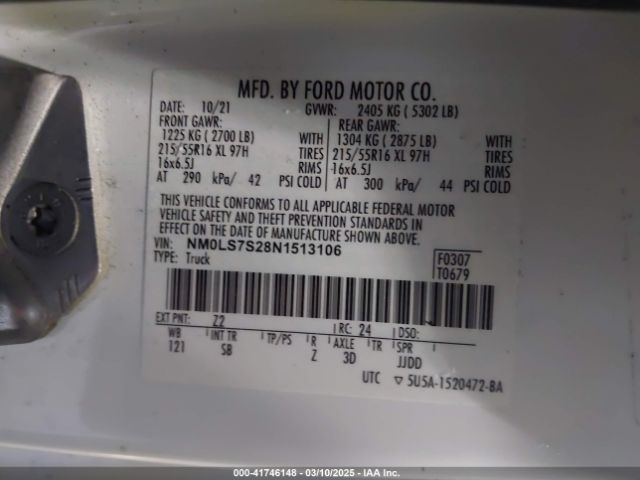 MFD. BY FORD MOTOR CO.
DATE: 10/21 GVWR: 2405 KG ( 5302 LB)
FRONT GAWR: REAR GAWR:
1225 KG ( 2700 LB) WITH 1304 KG ( 2875 LB) WITH
215/55R16 XL 97H TIRES 215/55R16 XL 97H TIRES
16x6.5J RIMS 16x6.5J RIMS
AT 290 kPa/ 42 PSI COLD AT 300 kPa/ 44 PSI COLD
THIS VEHICLE CONFORMS TO ALL APPLICABLE FEDERAL MOTOR
VEHICLE SAFETY AND THEFT PREVENTION STANDARDS IN
EFFECT ON THE DATE OF MANUFACTURE SHOWN ABOVE.
VIN: NM0LS7S28N1513106 F0307
TYPE: Truck T0679
EXT PNT: Z2 RC: 24 DSO:
WB INT TR TP/PS R AXLE TR SPR
121 SB Z 3D JJDD
UTC ▽ 5U5A-1520472-BA
00-41746148 - 03/10/2025 - IAA Inc.